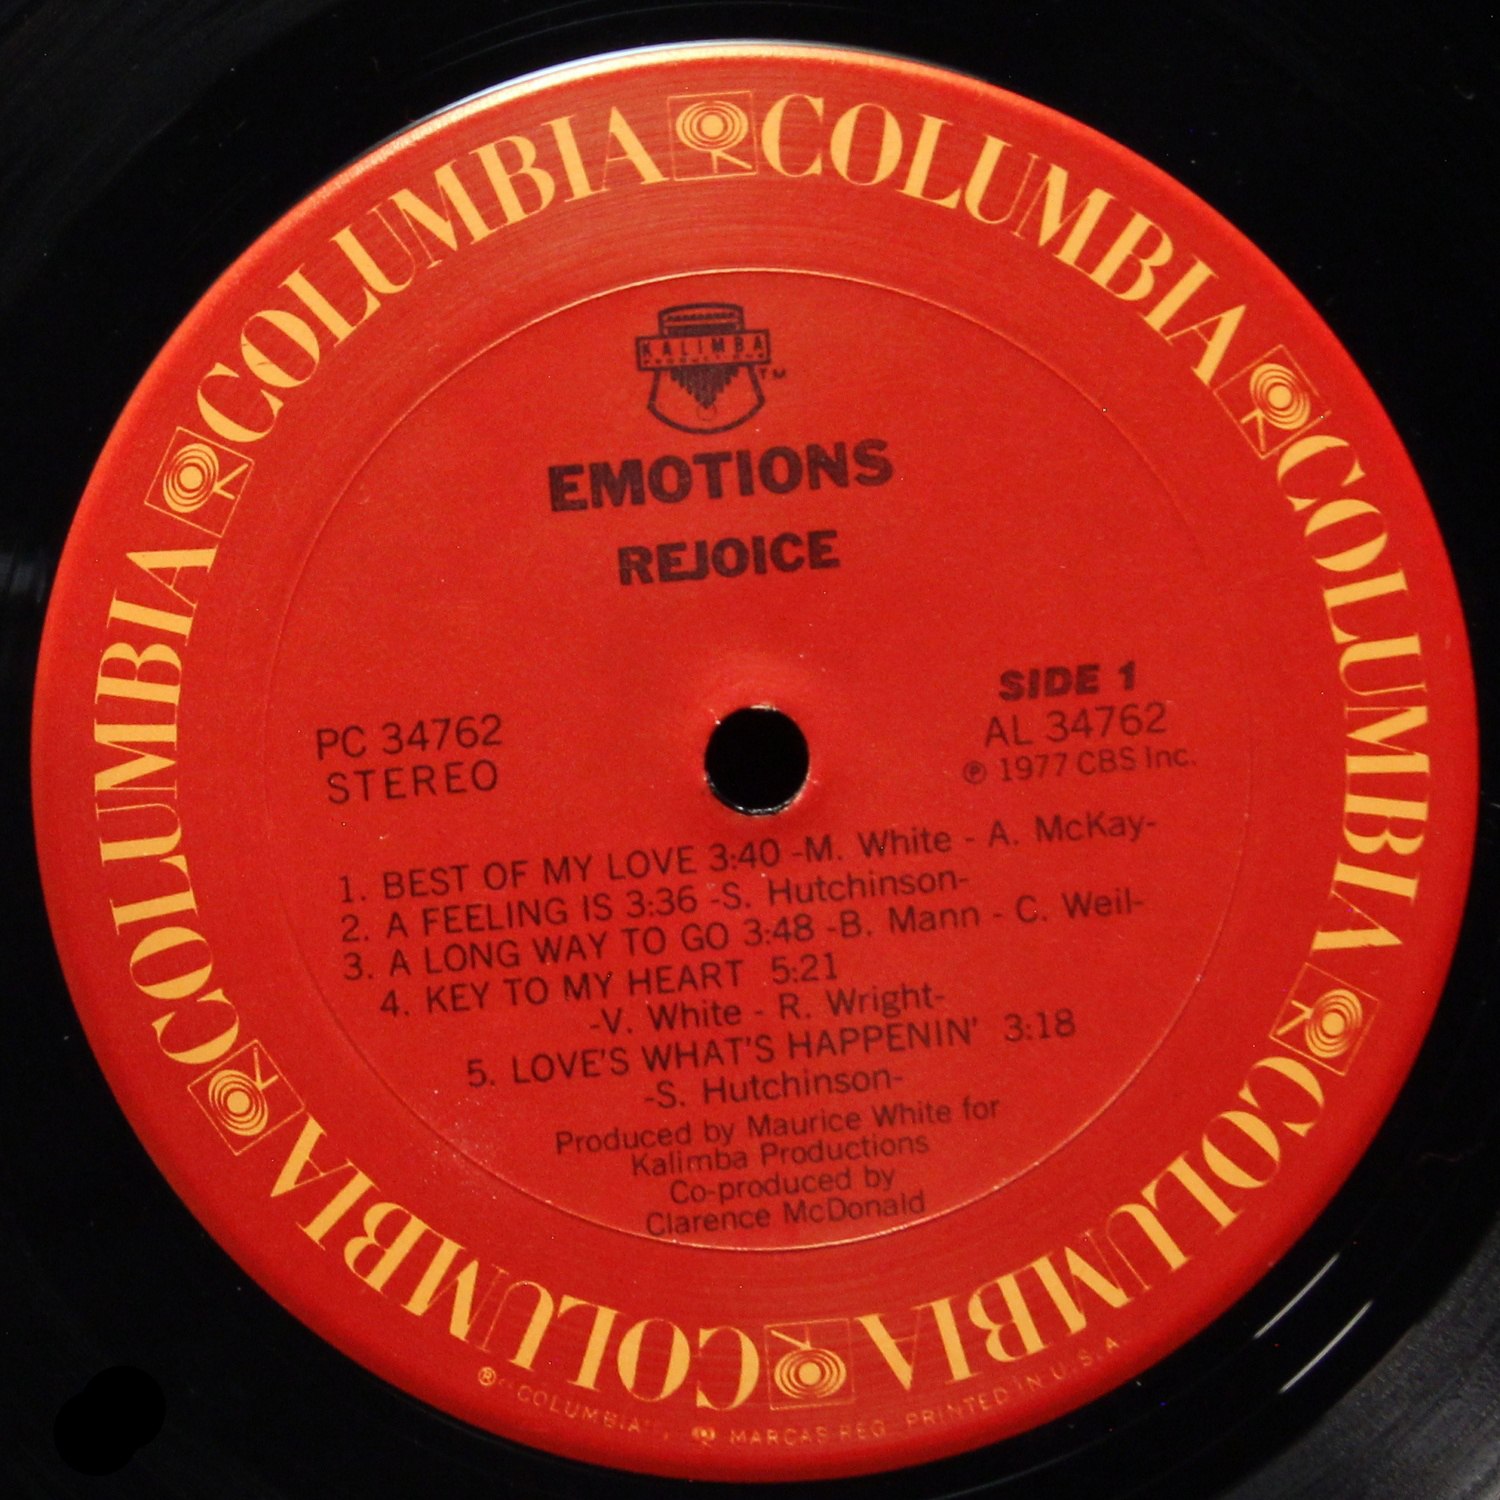 COLUMBIA COLUMBIA COLUMBIA COLUMBIA COLUMBIA COLUMBIA
KALIMBA
PRODUCTIONS
TM
EMOTIONS
REJOICE
SIDE 1
AL 34762
℗ 1977 CBS Inc.
PC 34762
STEREO
1. BEST OF MY LOVE 3:40 -M. White - A. McKay-
2. A FEELING IS 3:36 -S. Hutchinson-
3. A LONG WAY TO GO 3:48 -B. Mann - C. Weil-
4. KEY TO MY HEART 5:21
-V. White - R. Wright-
5. LOVE'S WHAT'S HAPPENIN' 3:18
-S. Hutchinson-
Produced by Maurice White for
Kalimba Productions
Co-produced by
Clarence McDonald
® "COLUMBIA", MARCAS REG. PRINTED IN U.S.A.